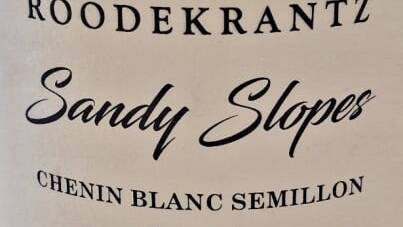 ROODEKRANTZ
Sandy Slopes
CHENIN BLANC SEMILLON